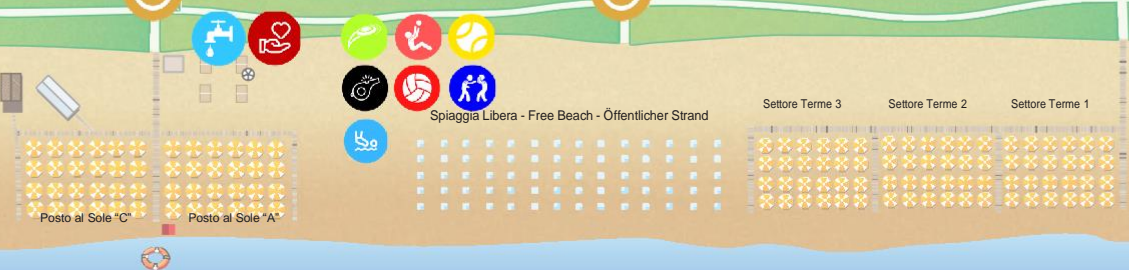 Settore Terme 3
Settore Terme 2
Settore Terme 1
Spiaggia Libera - Free Beach - Öffentlicher Strand
Posto al Sole “C”
Posto al Sole “A”